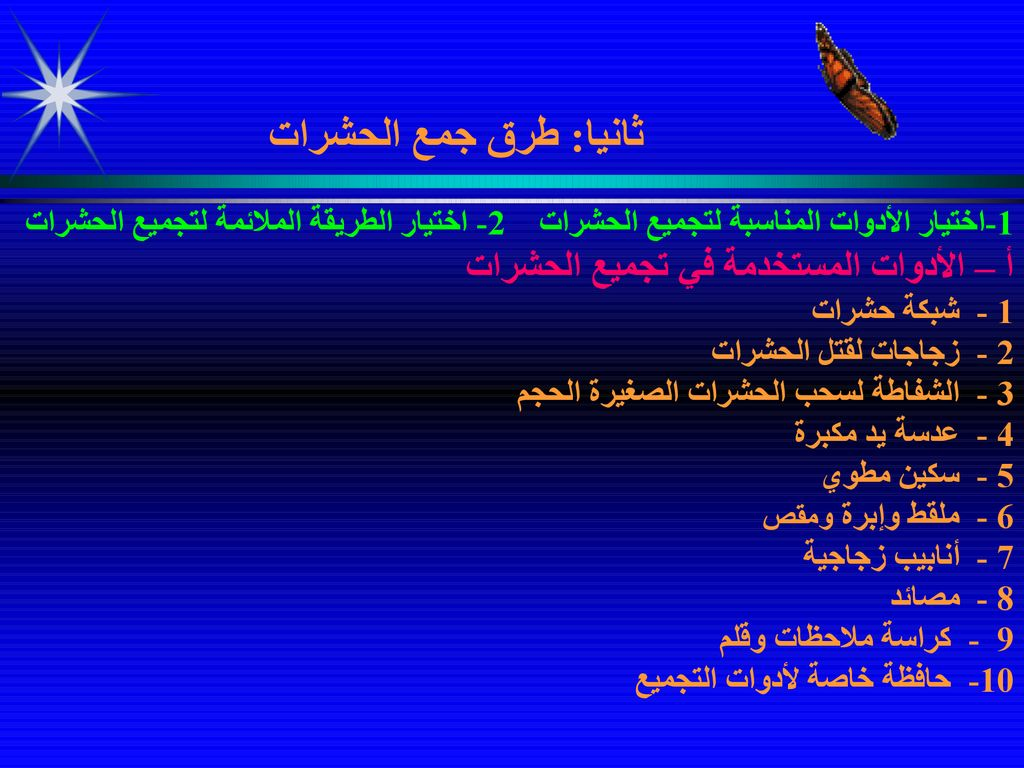 ثانيا: طرق جمع الحشرات
1-اختيار الأدوات المناسبة لتجميع الحشرات 2- اختيار الطريقة الملائمة لتجميع الحشرات
أ – الأدوات المستخدمة في تجميع الحشرات
1 - شبكة حشرات
2 - زجاجات لقتل الحشرات
3 - الشفاطة لسحب الحشرات الصغيرة الحجم
4 - عدسة يد مكبرة
5 - سكين مطوي
6 - ملقط وإبرة ومقص
7 - أنابيب زجاجية
8 - مصائد
9 - كراسة ملاحظات وقلم
10- حافظة خاصة لأدوات التجميع